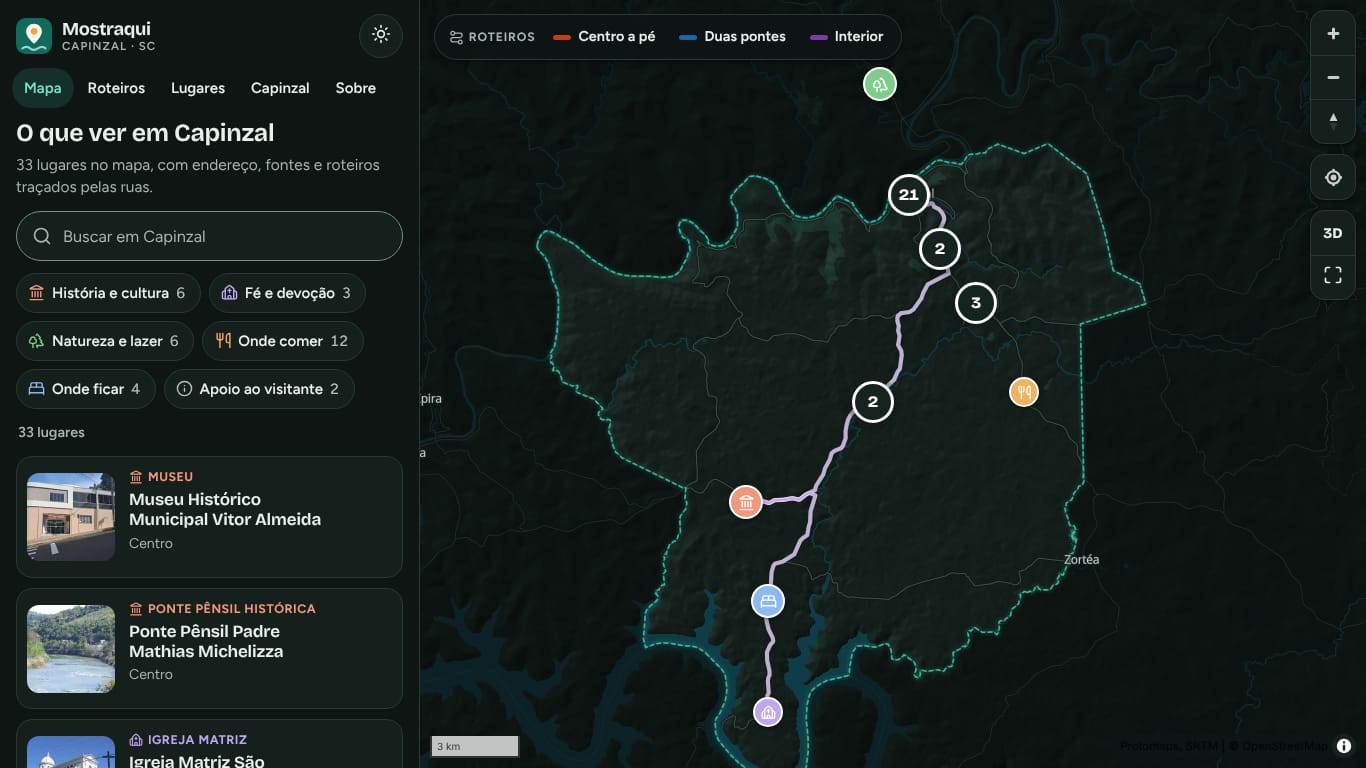 Mostraqui
CAPINZAL · SC
Mapa
Roteiros
Lugares
Capinzal
Sobre
O que ver em Capinzal
33 lugares no mapa, com endereço, fontes e roteiros
traçados pelas ruas.
Buscar em Capinzal
História e cultura 6
Fé e devoção 3
Natureza e lazer 6
Onde comer 12
Onde ficar 4
Apoio ao visitante 2
33 lugares
MUSEU
Museu Histórico
Municipal Vitor Almeida
Centro
PONTE PÊNSIL HISTÓRICA
Ponte Pênsil Padre
Mathias Michelizza
Centro
IGREJA MATRIZ
Igreja Matriz São
ROTEIROS
Centro a pé
Duas pontes
Interior
21
2
3
2
pira
a
Zortéa
3 km
3D
Protomaps, SRTM | © OpenStreetMap